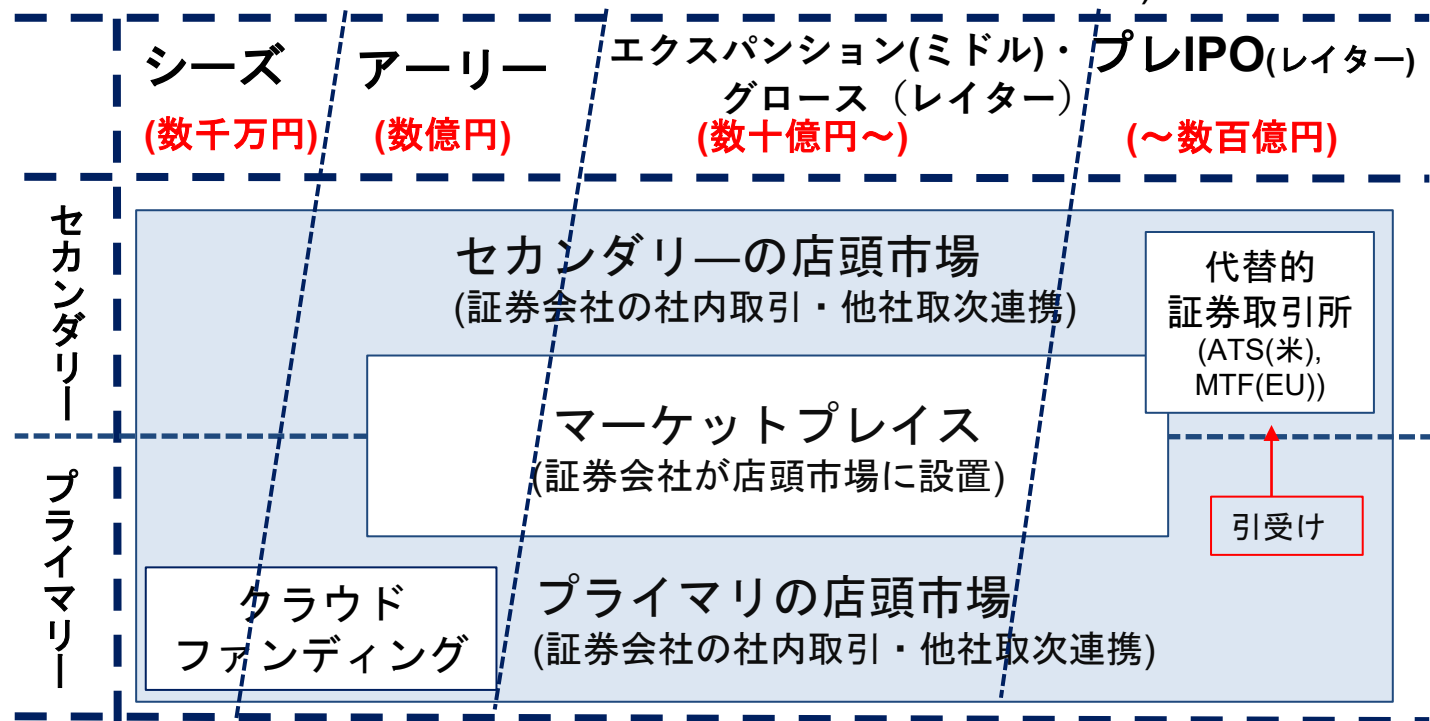 シーズ
(数千万円)
アーリー
(数億円)
エクスパンション(ミドル)・
グロース（レイター）
(数十億円～)
プレIPO(レイター)
(～数百億円)
セカンダリー
セカンダリ―の店頭市場
(証券会社の社内取引・他社取次連携)
代替的
証券取引所
(ATS(米),
MTF(EU))
マーケットプレイス
(証券会社が店頭市場に設置)
引受け
プライマリー
クラウド
ファンディング
プライマリの店頭市場
(証券会社の社内取引・他社取次連携)